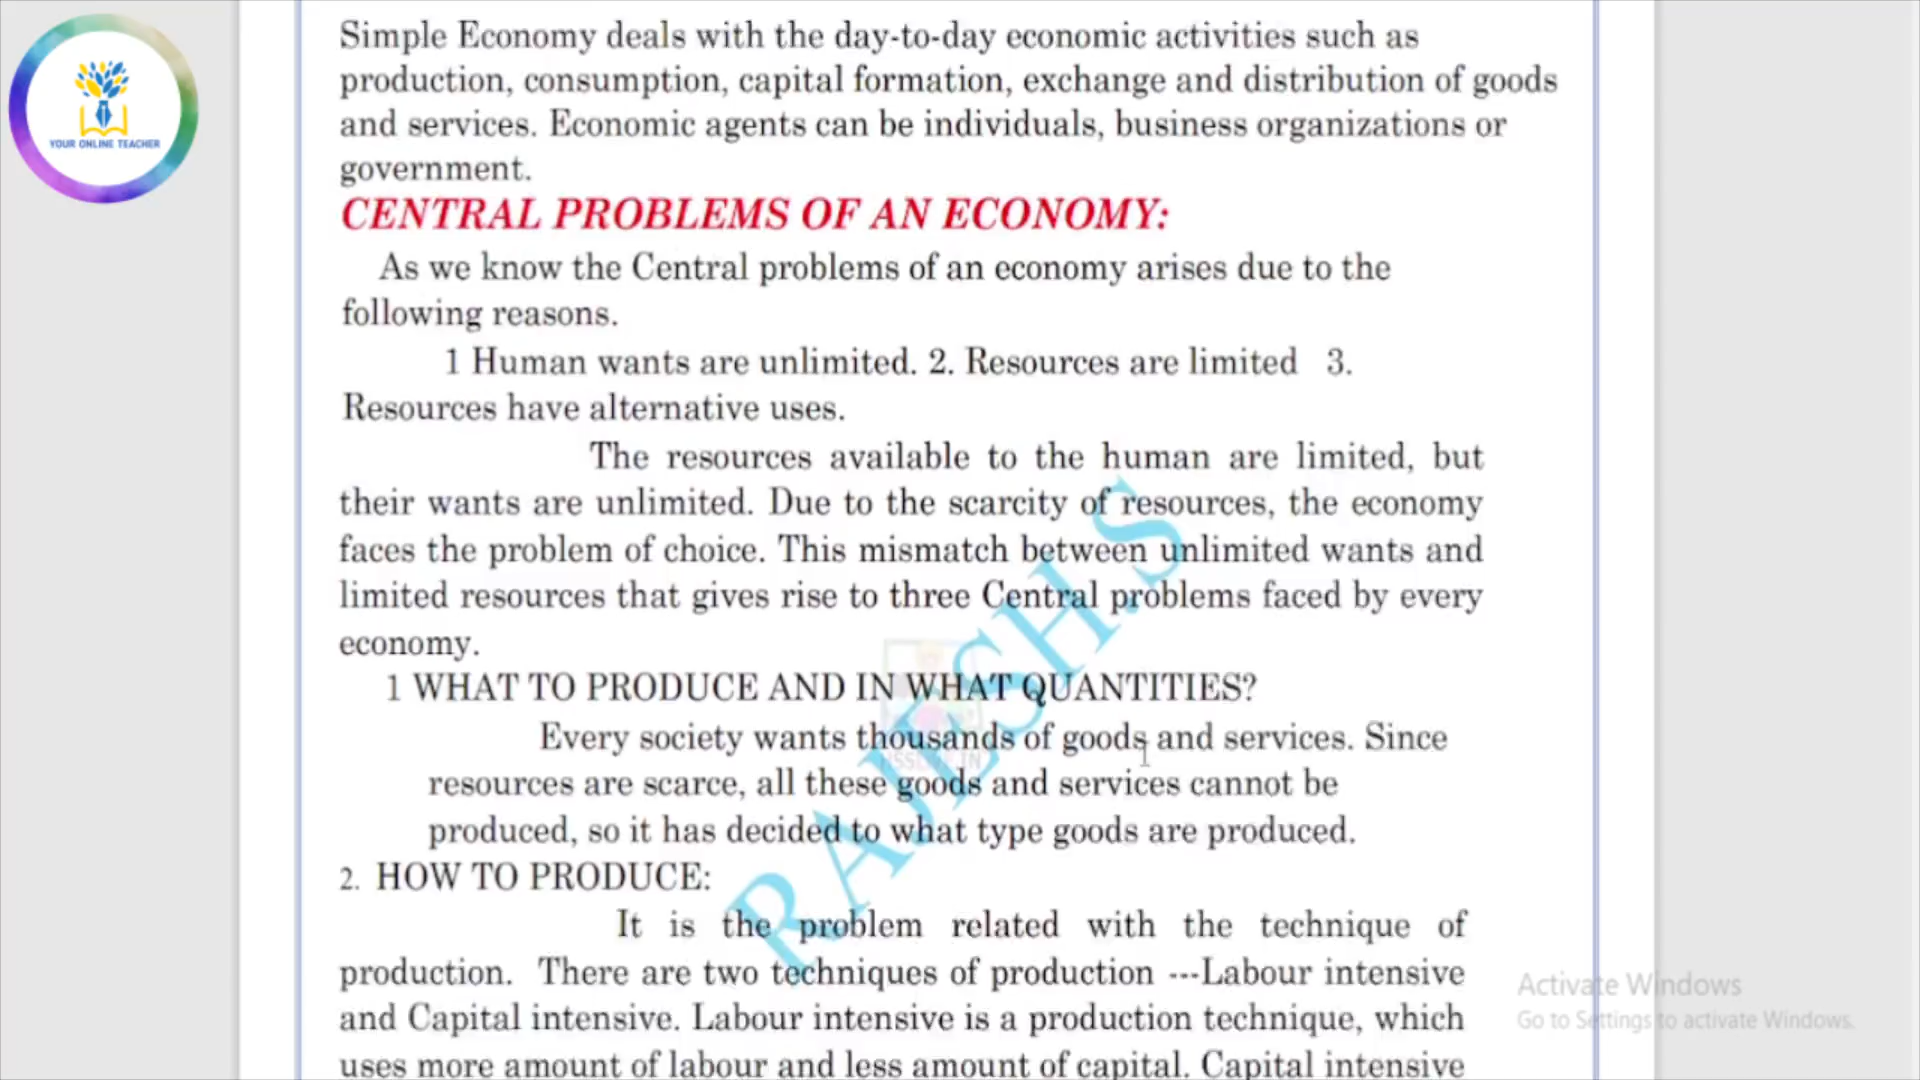 YOUR ONLINE TEACHER
Simple Economy deals with the day-to-day economic activities such as
production, consumption, capital formation, exchange and distribution of goods
and services. Economic agents can be individuals, business organizations or
government.
CENTRAL PROBLEMS OF AN ECONOMY:
As we know the Central problems of an economy arises due to the
following reasons.
1 Human wants are unlimited. 2. Resources are limited 3.
Resources have alternative uses.
The resources available to the human are limited, but
their wants are unlimited. Due to the scarcity of resources, the economy
faces the problem of choice. This mismatch between unlimited wants and
limited resources that gives rise to three Central problems faced by every
economy.
1 WHAT TO PRODUCE AND IN WHAT QUANTITIES?
Every society wants thousands of goods and services. Since
resources are scarce, all these goods and services cannot be
produced, so it has decided to what type goods are produced.
2. HOW TO PRODUCE:
It is the problem related with the technique of
production. There are two techniques of production ---Labour intensive
and Capital intensive. Labour intensive is a production technique, which
uses more amount of labour and less amount of capital. Capital intensive
RAJESH.S
Activate Windows
Go to Settings to activate Windows.